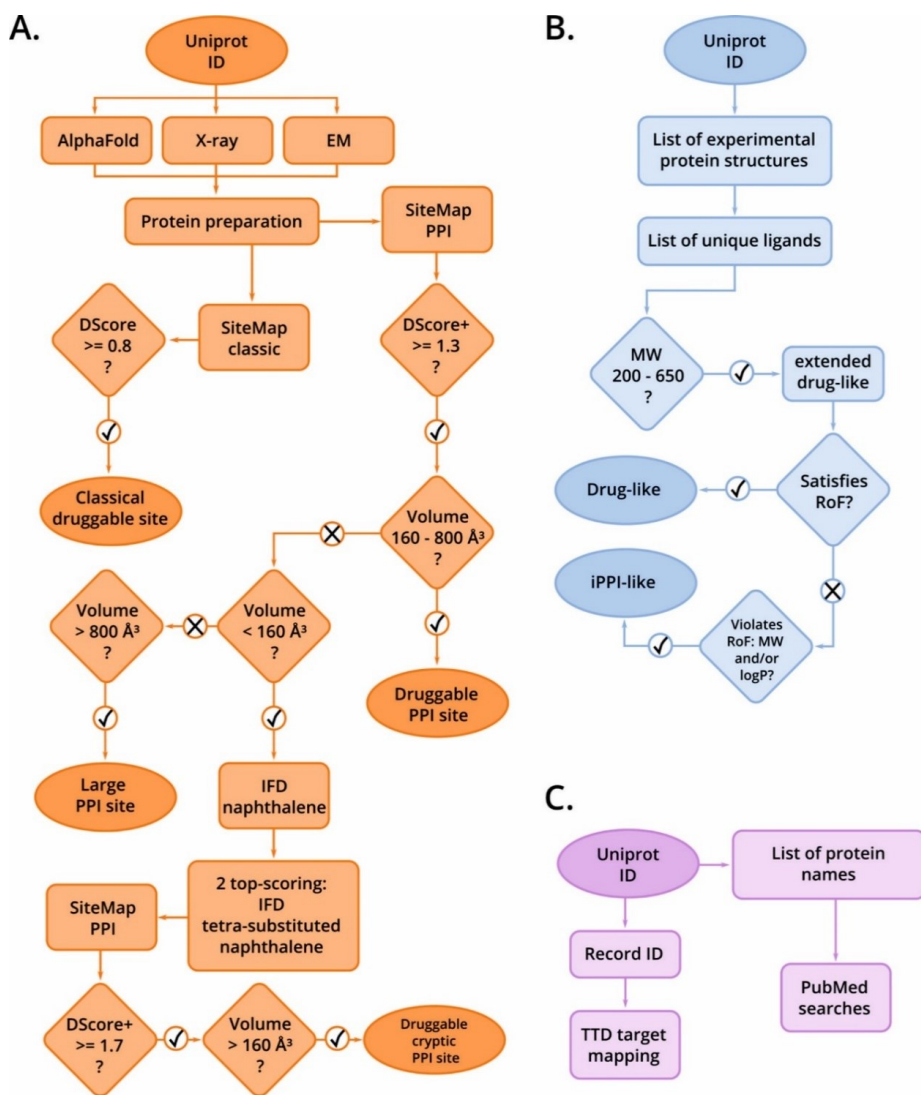 A.
Uniprot
ID
AlphaFold
X-ray
EM
Protein preparation
SiteMap
PPI
DScore
>= 0.8
?
SiteMap
classic
DScore+
>= 1.3
?
Classical
druggable site
Volume
160 - 800 Å³
?
Volume
> 800 Å³
?
Volume
< 160 Å³
?
Druggable
PPI site
Large
PPI site
IFD
naphthalene
2 top-scoring:
IFD
tetra-substituted
naphthalene
SiteMap
PPI
DScore+
>= 1.7
?
Volume
> 160 Å³
?
Druggable
cryptic
PPI site
B.
Uniprot
ID
List of experimental
protein structures
List of unique ligands
MW
200 - 650
?
extended
drug-like
Drug-like
Satisfies
RoF?
iPPI-like
Violates
RoF: MW
and/or
logP?
C.
Uniprot
ID
List of protein
names
Record ID
PubMed
searches
TTD target
mapping